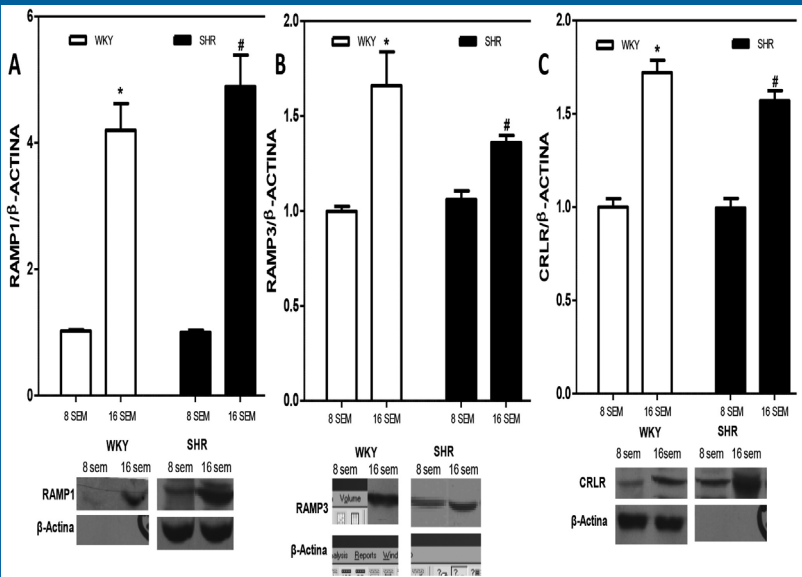 A
RAMP1/β-ACTINA
6
4
2
0
WKY
SHR
*
#
8 SEM
16 SEM
8 SEM
16 SEM
WKY
SHR
8 sem
16 sem
8 sem
16 sem
RAMP1
β-Actina
B
RAMP3/β-ACTINA
2.0
1.5
1.0
0.5
0.0
WKY
SHR
*
#
8 SEM
16 SEM
8 SEM
16 SEM
WKY
SHR
8 sem
16 sem
8 sem
16 sem
RAMP3
Volume
β-Actina
alysis Reports Wind
C
CRLR/β-ACTINA
2.0
1.5
1.0
0.5
0.0
WKY
SHR
*
#
8 SEM
16 SEM
8 SEM
16 SEM
WKY
SHR
8 sem
16sem
8 sem
16 sem
CRLR
β-Actina